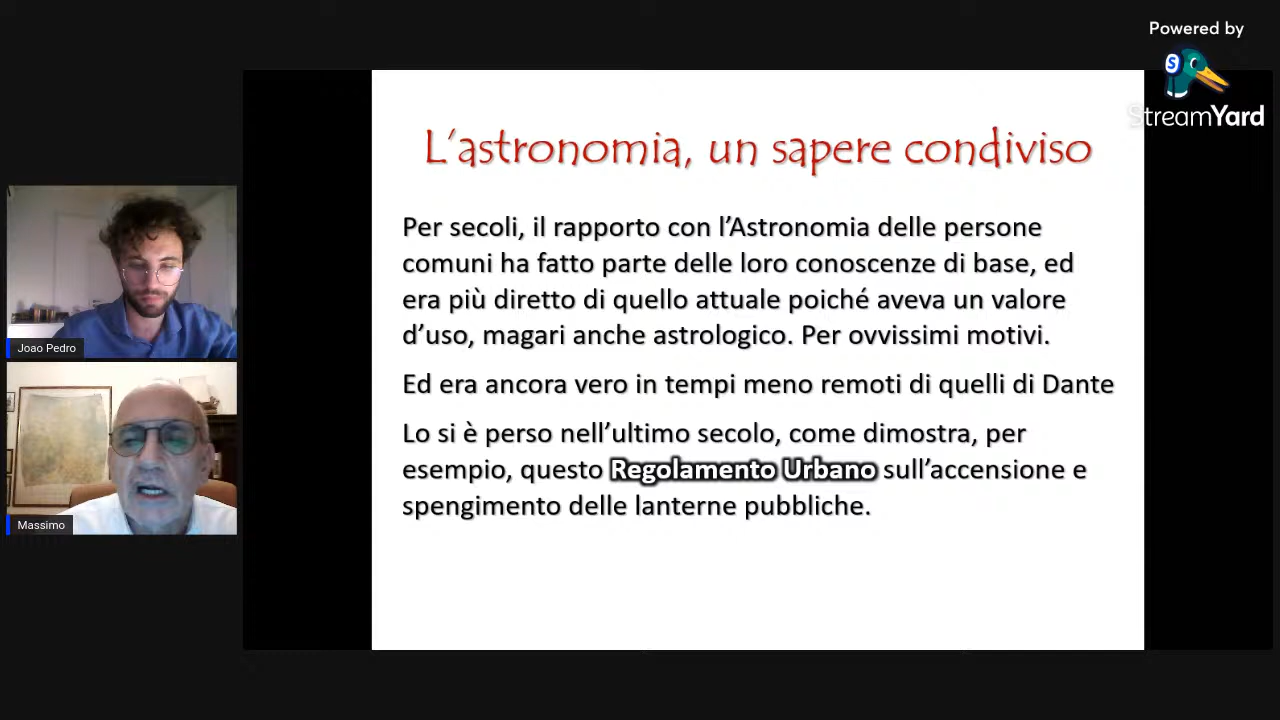 Powered by
StreamYard
L'astronomia, un sapere condiviso
Per secoli, il rapporto con l'Astronomia delle persone
comuni ha fatto parte delle loro conoscenze di base, ed
era più diretto di quello attuale poiché aveva un valore
d'uso, magari anche astrologico. Per ovvissimi motivi.
Ed era ancora vero in tempi meno remoti di quelli di Dante
Lo si è perso nell'ultimo secolo, come dimostra, per
esempio, questo Regolamento Urbano sull'accensione e
spengimento delle lanterne pubbliche.
Joao Pedro
Massimo